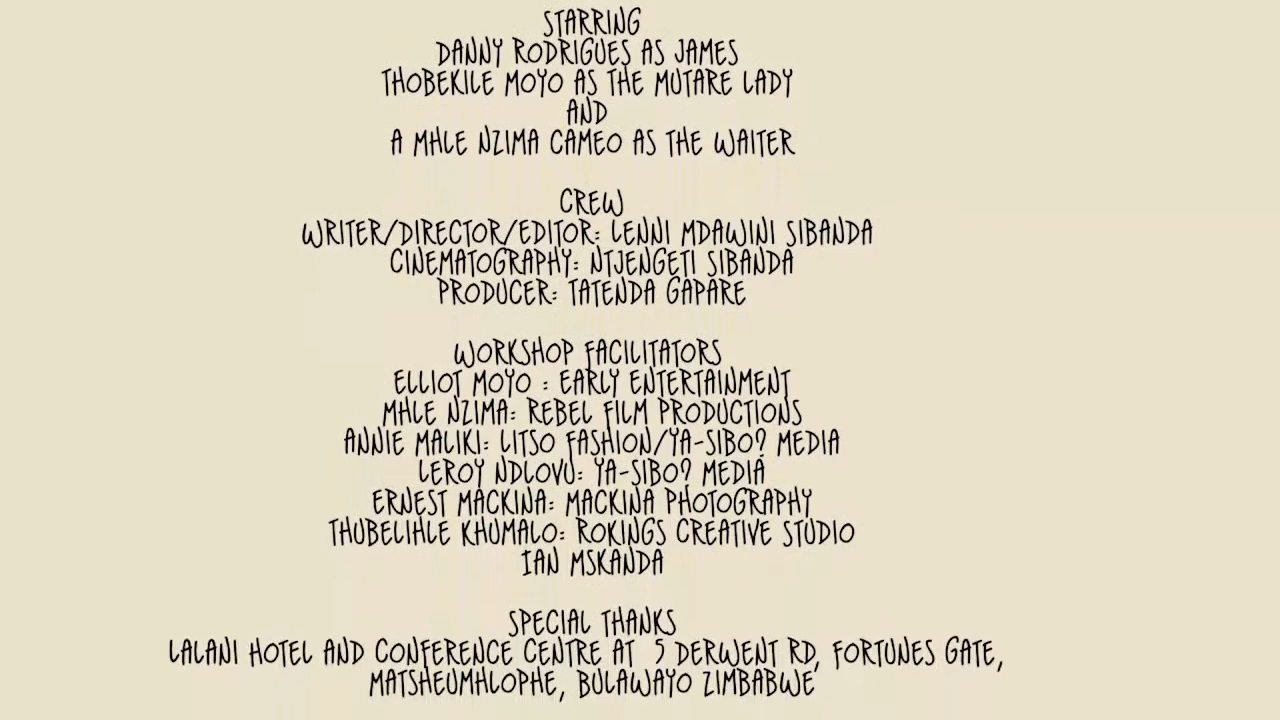 STARRING
DANNY RODRIGUES AS JAMES
THOBEKILE MOYO AS THE MUTARE LADY
AND
A MHLE NZIMA CAMEO AS THE WAITER
CREW
WRITER/DIRECTOR/EDITOR: LENNI MDAWINI SIBANDA
CINEMATOGRAPHY: NTJENGETI SIBANDA
PRODUCER: TATENDA GAPARE
WORKSHOP FACILITATORS
ELLIOT MOYO : EARLY ENTERTAINMENT
MHLE NZIMA: REBEL FILM PRODUCTIONS
ANNIE MALIKI: LITSO FASHION/YA-SIBO? MEDIA
LEROY NDLOVU: YA-SIBO? MEDIA
ERNEST MACKINA: MACKINA PHOTOGRAPHY
THUBELIHLE KHUMALO: ROKINGS CREATIVE STUDIO
IAN MSKANDA
SPECIAL THANKS
LALANI HOTEL AND CONFERENCE CENTRE AT 5 DERWENT RD, FORTUNES GATE,
MATSHEUMHLOPHE, BULAWAYO ZIMBABWE